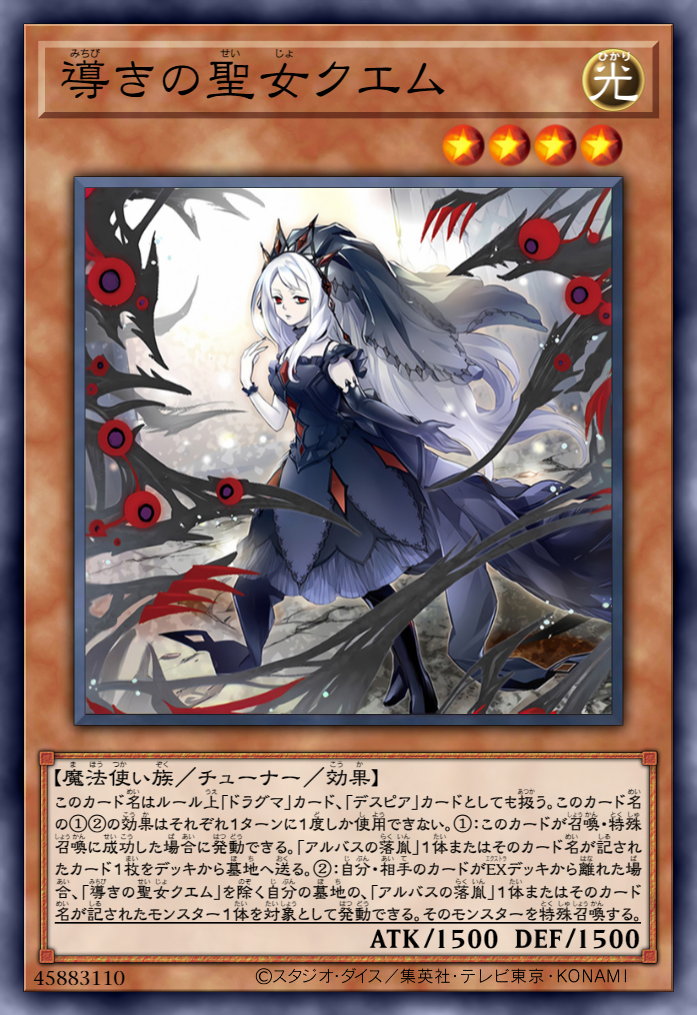 導きの聖女クエム
光
【魔法使い族/チューナー/効果】
このカード名はルール上「ドラグマ」カード、「デスピア」カードとしても扱う。このカード名
の①②の効果はそれぞれ1ターンに1度しか使用できない。①:このカードが召喚・特殊
召喚に成功した場合に発動できる。「アルバスの落胤」1体またはそのカード名が記され
たカード1枚をデッキから墓地へ送る。②:自分・相手のカードがEXデッキから離れた場
合、「導きの聖女クエム」を除く自分の墓地の、「アルバスの落胤」1体またはそのカード
名が記されたモンスター1体を対象として発動できる。そのモンスターを特殊召喚する。
ATK/1500 DEF/1500
45883110 ©スタジオ・ダイス/集英社・テレビ東京・KONAMI